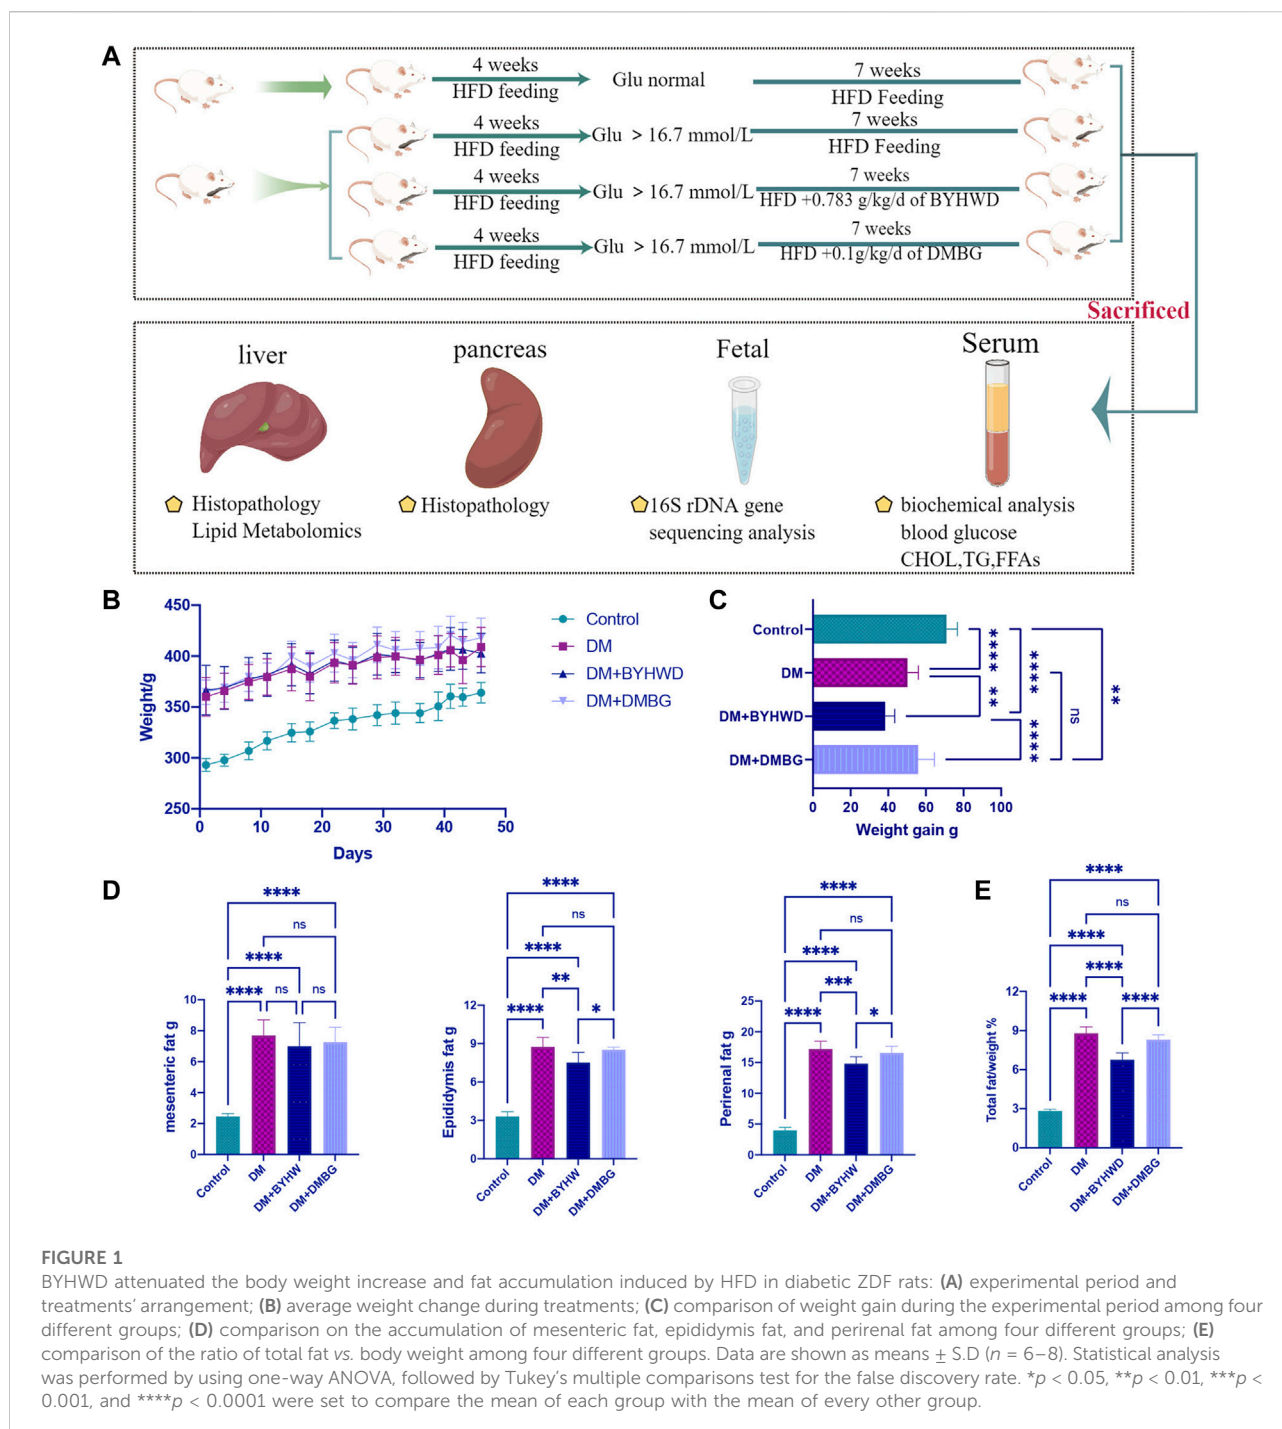 A
4 weeks
HFD feeding
Glu normal
7 weeks
HFD Feeding
4 weeks
HFD feeding
Glu > 16.7 mmol/L
7 weeks
HFD Feeding
4 weeks
HFD feeding
Glu > 16.7 mmol/L
7 weeks
HFD +0.783 g/kg/d of BYHWD
4 weeks
HFD feeding
Glu > 16.7 mmol/L
7 weeks
HFD +0.1g/kg/d of DMBG
Sacrificed
liver
Histopathology
Lipid Metabolomics
pancreas
Histopathology
Fetal
16S rDNA gene
sequencing analysis
Serum
biochemical analysis
blood glucose
CHOL,TG,FFAs
B
450
400
350
300
250
0 10 20 30 40 50
Weight/g
Days
Control
DM
DM+BYHWD
DM+DMBG
C
Control
DM
DM+BYHWD
DM+DMBG
0 20 40 60 80 100
Weight gain g
****
**
****
****
ns
**
D
****
ns
****
**** ns ns
10
8
6
4
2
0
mesenteric fat g
Control DM DM+BYHW DM+DMBG
****
ns
****
**
**** *
12
9
6
3
0
Epididymis fat g
Control DM DM+BYHW DM+DMBG
****
ns
****
***
**** *
25
20
15
10
5
0
Perirenal fat g
Control DM DM+BYHW DM+DMBG
E
****
ns
****
****
**** ****
12
9
6
3
0
Total fat/weight %
Control DM DM+BYHWD DM+DMBG
FIGURE 1
BYHWD attenuated the body weight increase and fat accumulation induced by HFD in diabetic ZDF rats: (A) experimental period and
treatments' arrangement; (B) average weight change during treatments; (C) comparison of weight gain during the experimental period among four
different groups; (D) comparison on the accumulation of mesenteric fat, epididymis fat, and perirenal fat among four different groups; (E)
comparison of the ratio of total fat vs. body weight among four different groups. Data are shown as means ± S.D (n = 6–8). Statistical analysis
was performed by using one-way ANOVA, followed by Tukey's multiple comparisons test for the false discovery rate. *p < 0.05, **p < 0.01, ***p <
0.001, and ****p < 0.0001 were set to compare the mean of each group with the mean of every other group.